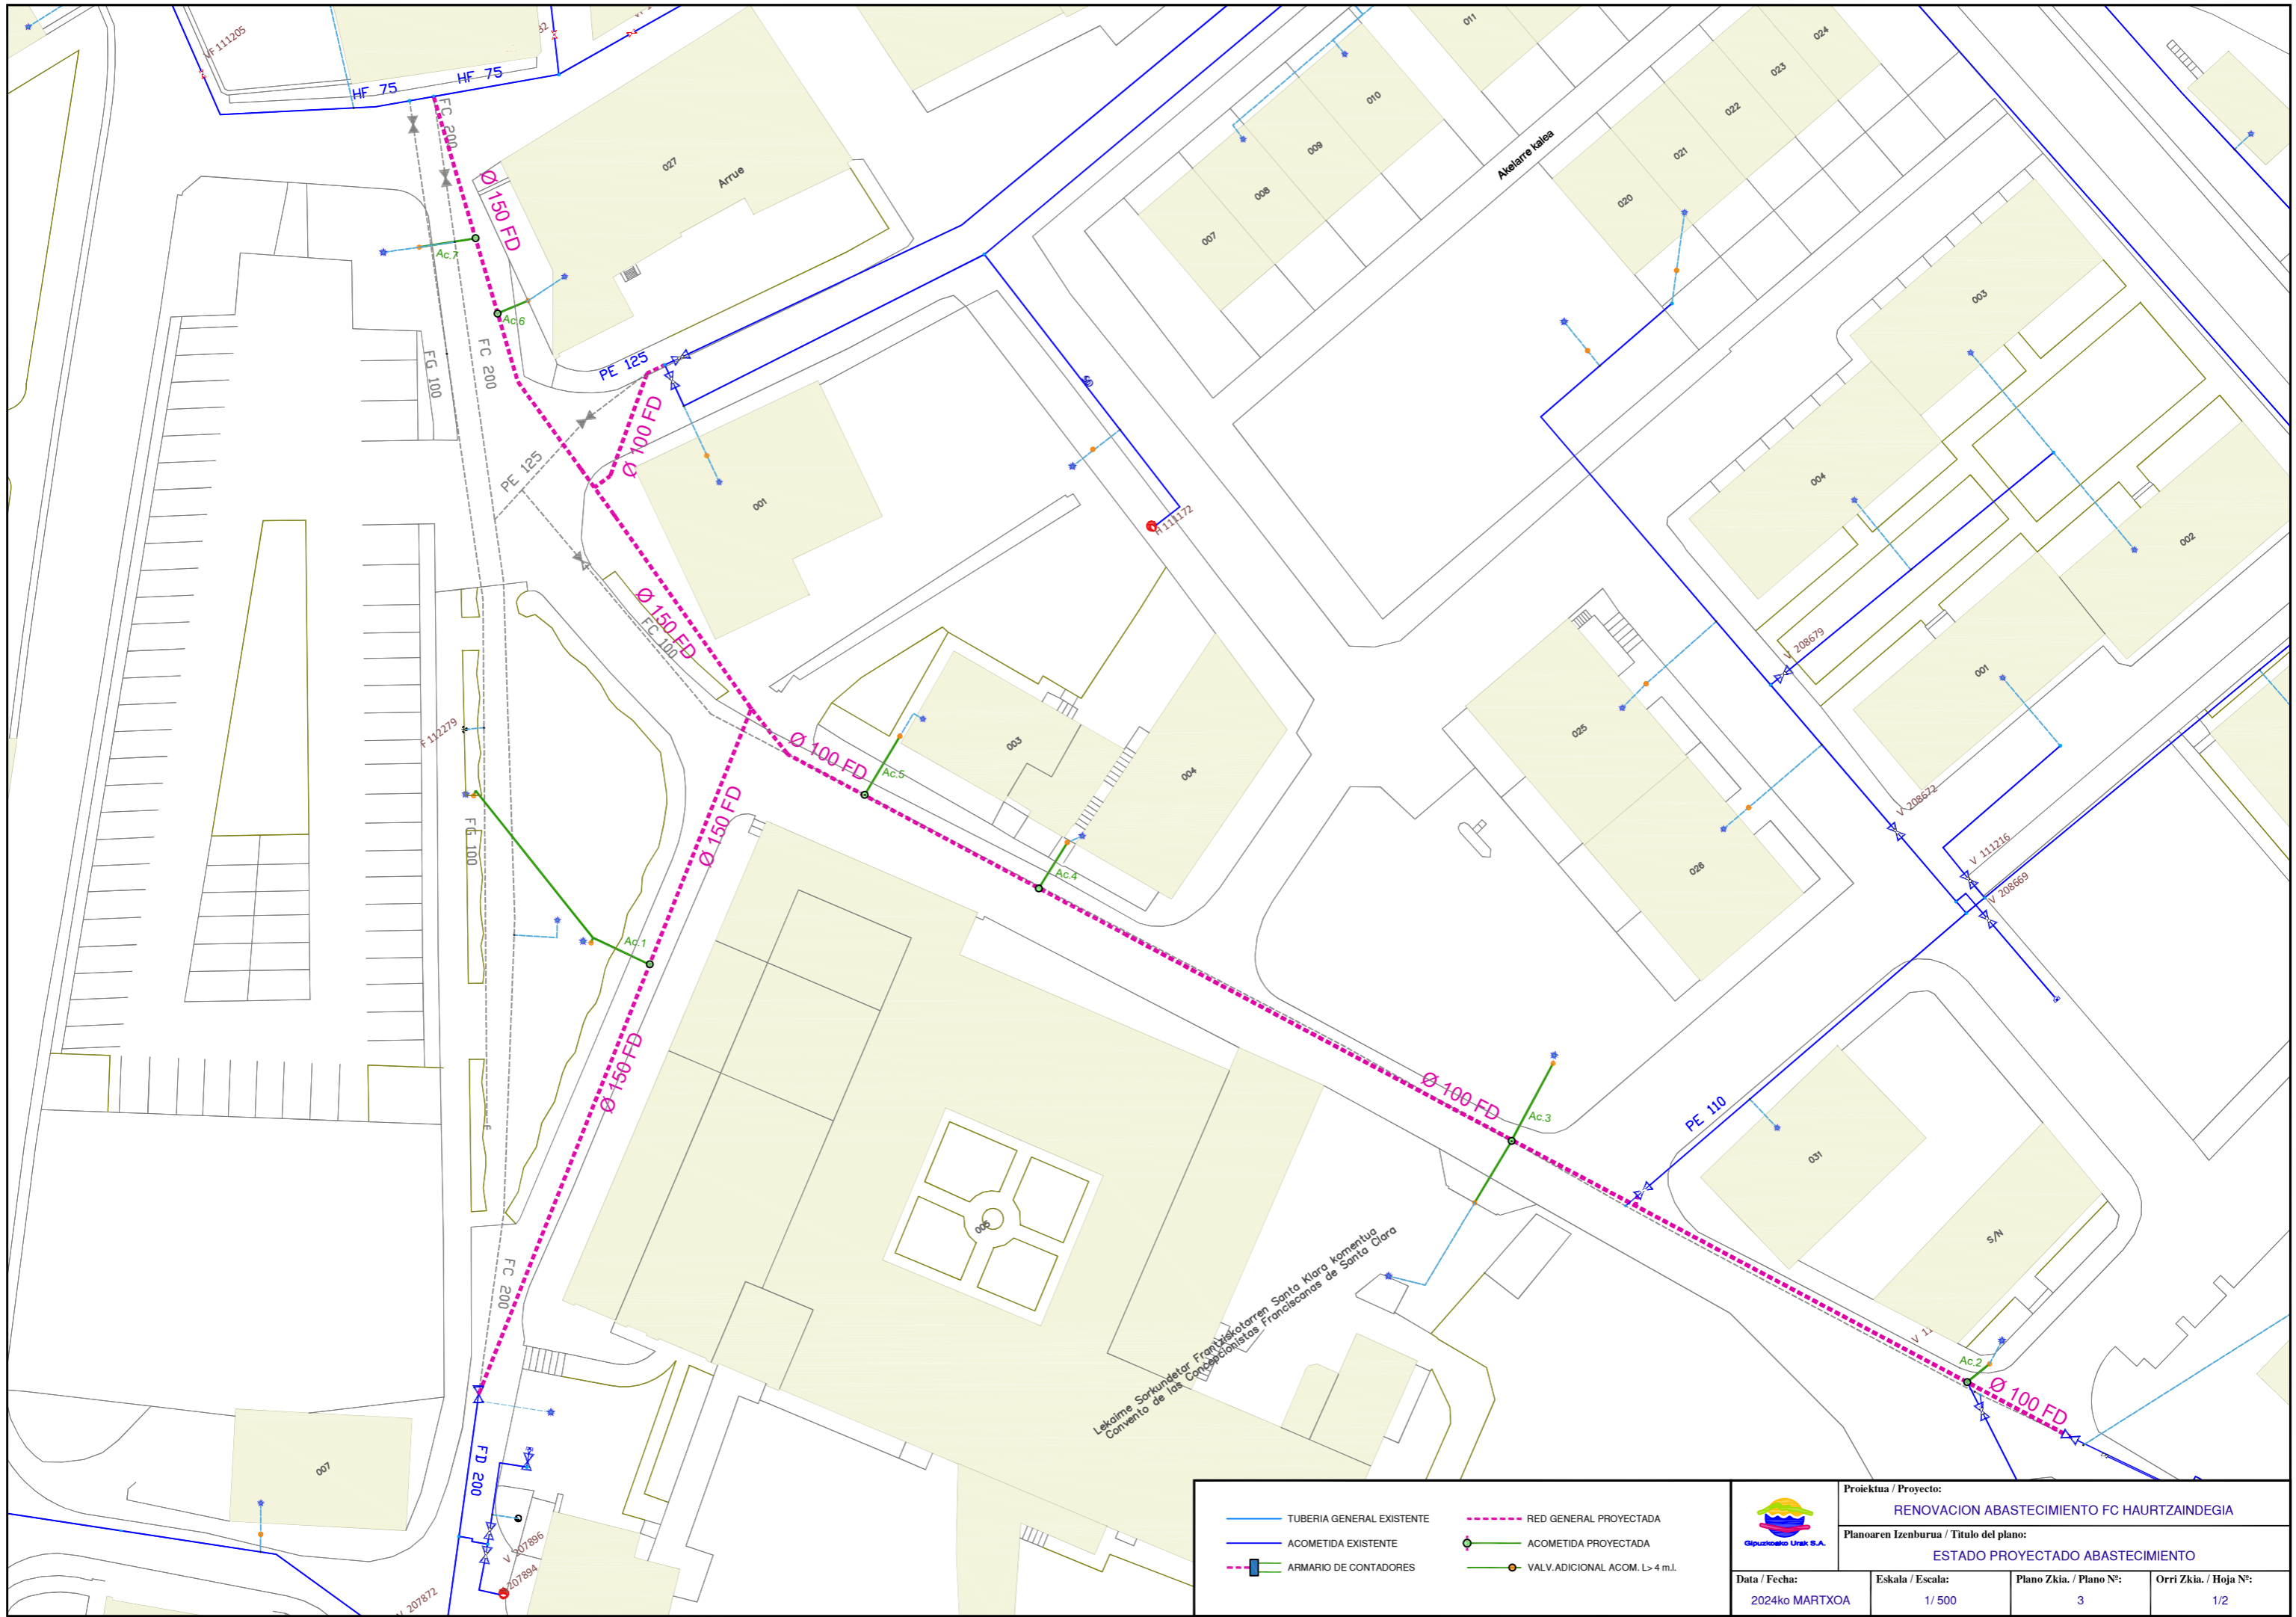 VF 111205
HF 75
HF 75
FC 200
Ø 150 FD
027
Arrue
Ac.7
Ac.6
FC 200
FG 100
PE 125
Ø 100 FD
PE 125
001
Ø 150 FD
FC 100
011
010
009
008
007
Akelarre kalea
024
023
022
021
020
003
004
002
001
H 111172
V 208679
V 208672
V 111216
V 208669
003
004
Ø 100 FD
Ac.5
Ac.4
025
026
F 112279
FG 100
Ø 150 FD
Ac.1
Ø 150 FD
FC 200
005
Ø 100 FD
Ac.3
PE 110
031
S/N
Ac.2
Ø 100 FD
Lekaime Sorkundetar Frantziskotarren Santa Klara komentua
Convento de las Concepcionistas Franciscanas de Santa Clara
007
FD 200
V 207896
207894
V 207872
TUBERIA GENERAL EXISTENTE
RED GENERAL PROYECTADA
ACOMETIDA EXISTENTE
ACOMETIDA PROYECTADA
ARMARIO DE CONTADORES
VALV.ADICIONAL ACOM. L> 4 m.l.
Gipuzkoako Urak S.A.
Proiektua / Proyecto:
RENOVACION ABASTECIMIENTO FC HAURTZAINDEGIA
Planoaren Izenburua / Titulo del plano:
ESTADO PROYECTADO ABASTECIMIENTO
Data / Fecha:
2024ko MARTXOA
Eskala / Escala:
1/ 500
Plano Zkia. / Plano Nº:
3
Orri Zkia. / Hoja Nº:
1/2